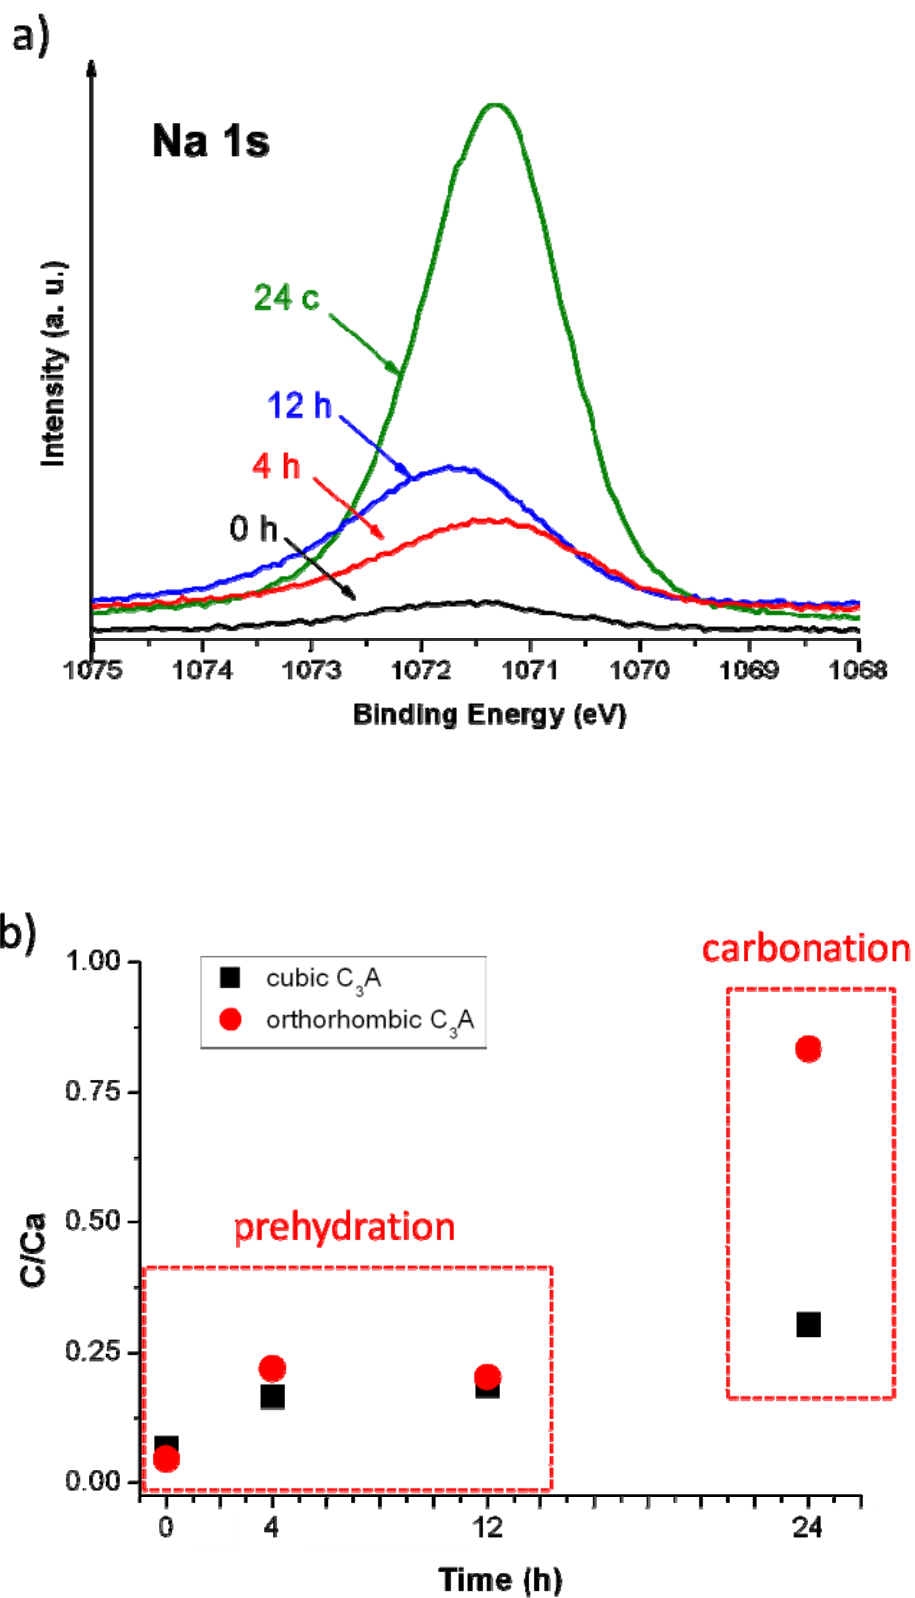 a)
Na 1s
24 c
12 h
4 h
0 h
Intensity (a. u.)
1075 1074 1073 1072 1071 1070 1069 1068
Binding Energy (eV)
b)
carbonation
1.00
cubic C₃A
orthorhombic C₃A
0.75
0.50
prehydration
C/Ca
0.25
0.00
0 4 12 24
Time (h)